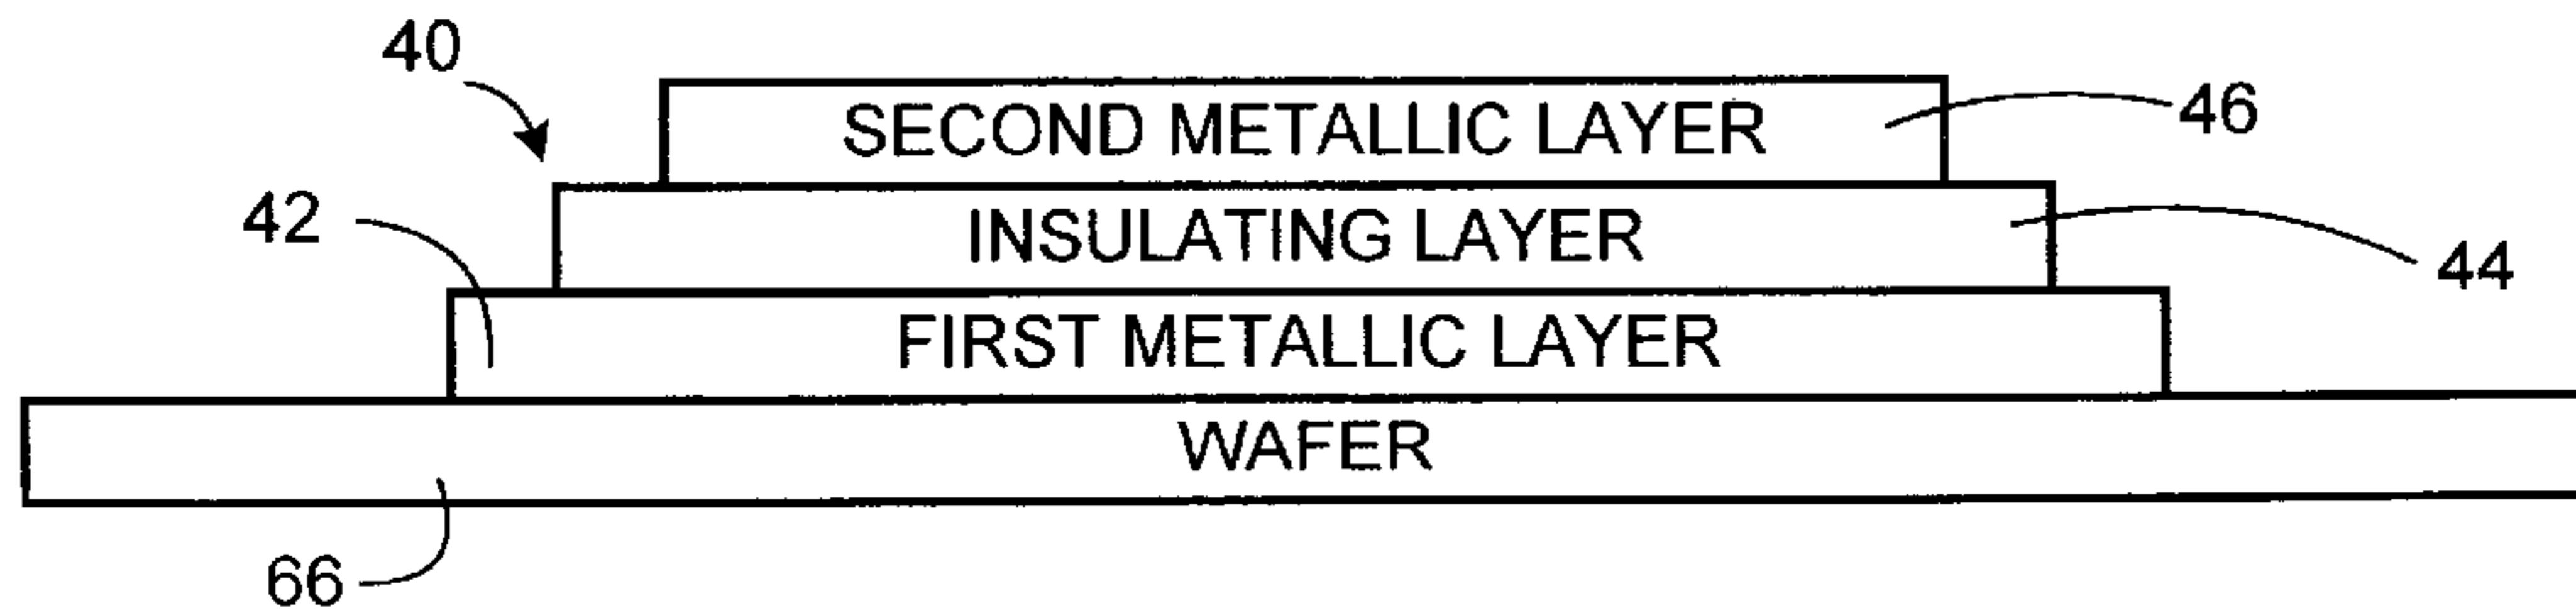 40
SECOND METALLIC LAYER
46
42
INSULATING LAYER
44
FIRST METALLIC LAYER
WAFER
66